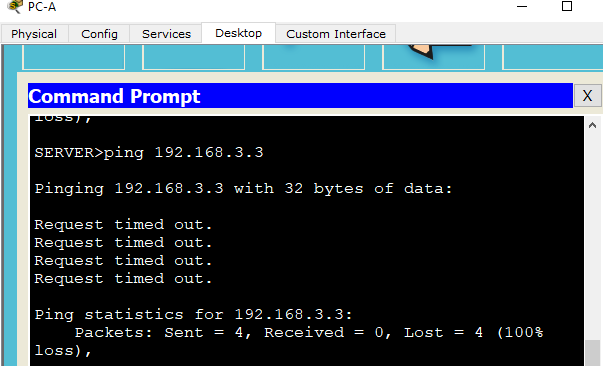 PC-A
Physical Config Services Desktop Custom Interface
Command Prompt X
loss),
SERVER>ping 192.168.3.3
Pinging 192.168.3.3 with 32 bytes of data:
Request timed out.
Request timed out.
Request timed out.
Request timed out.
Ping statistics for 192.168.3.3:
Packets: Sent = 4, Received = 0, Lost = 4 (100%
loss),